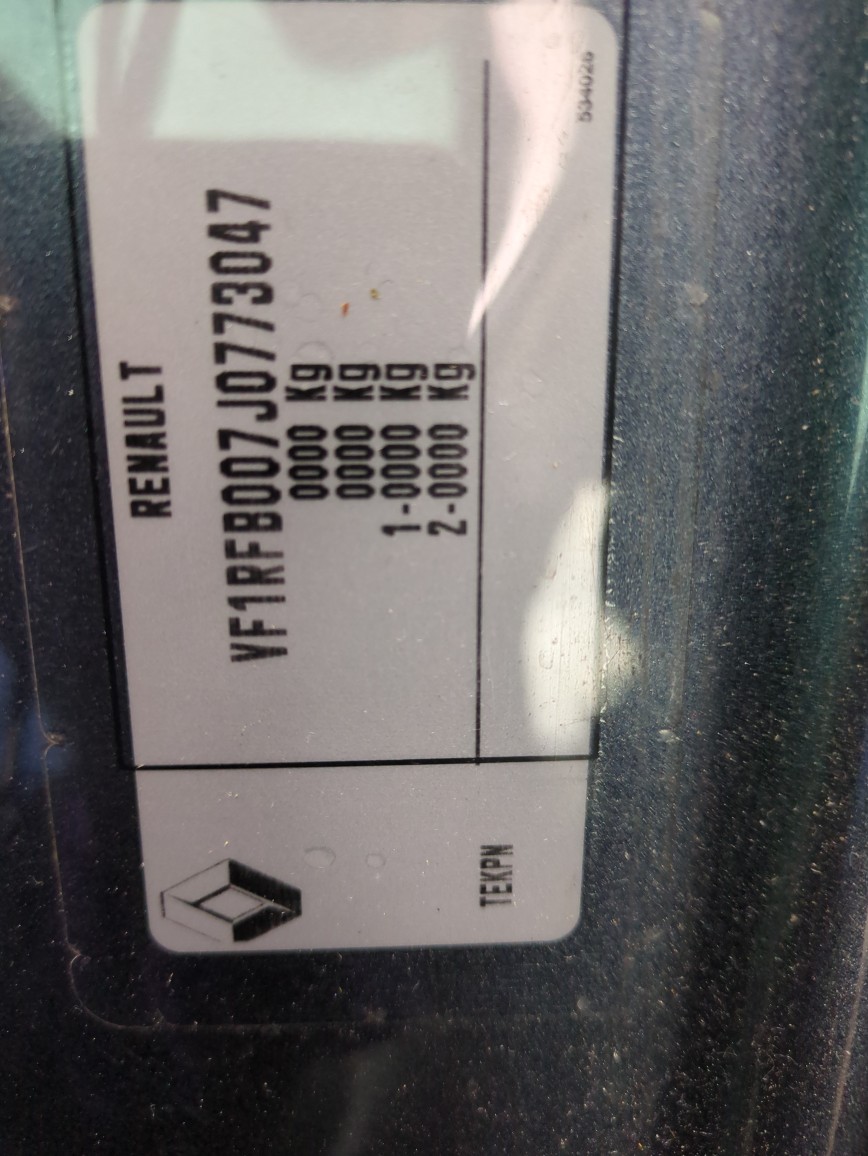 RENAULT
VF1RFB007J0773047
0000 Kg
0000 Kg
1-0000 Kg
2-0000 Kg
534026
TEKPN